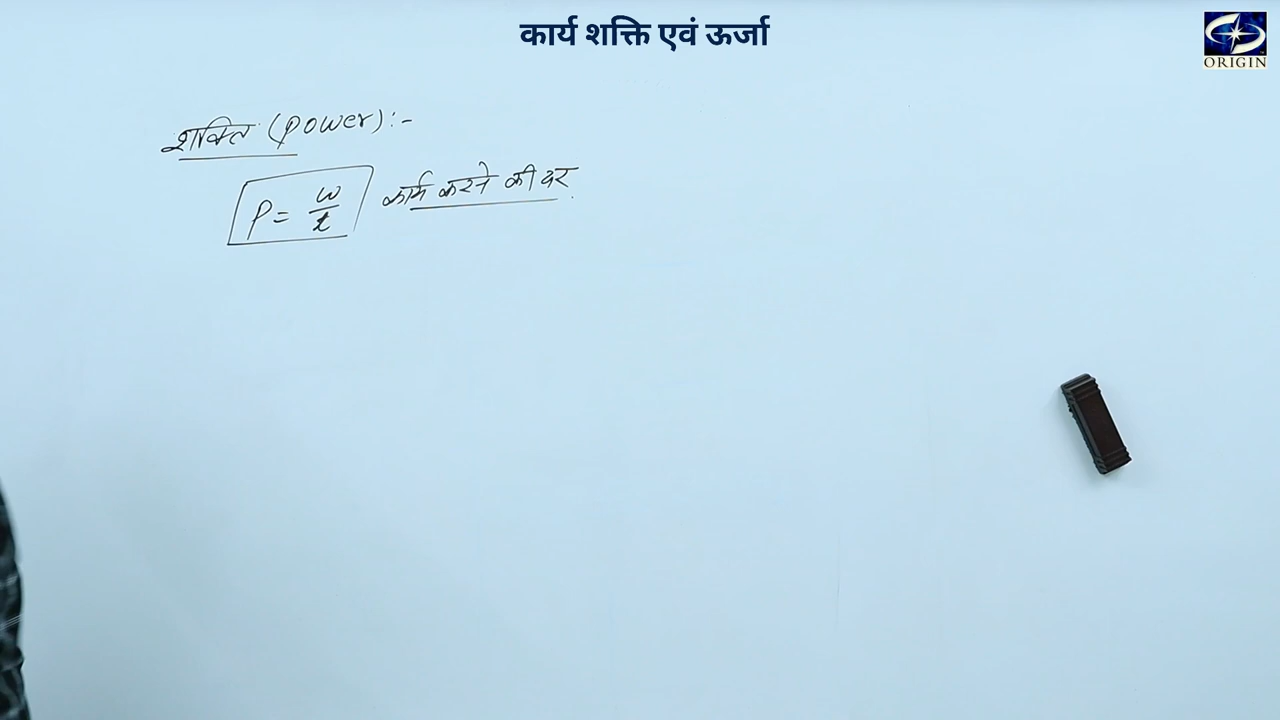 कार्य शक्ति एवं ऊर्जा
ORIGIN
शक्ति (power):-
P = w/t कार्य करने की दर